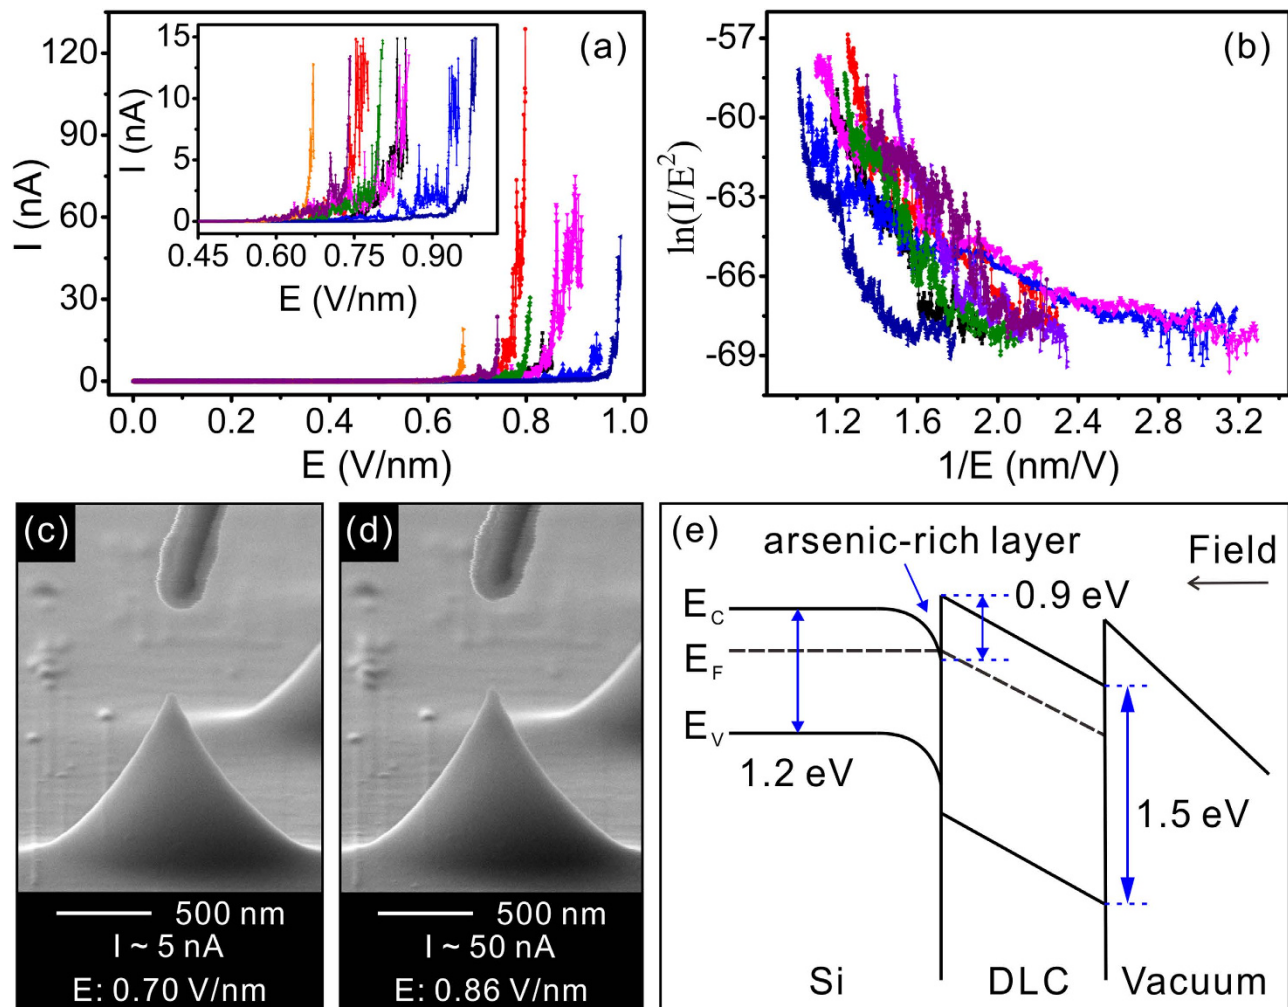 (a)
I (nA)
120
90
60
30
0
0.0 0.2 0.4 0.6 0.8 1.0
E (V/nm)
I (nA)
15
10
5
0
0.45 0.60 0.75 0.90
E (V/nm)
(b)
ln(I/E²)
-57
-60
-63
-66
-69
1.2 1.6 2.0 2.4 2.8 3.2
1/E (nm/V)
(c)
500 nm
I ~ 5 nA
E: 0.70 V/nm
(d)
500 nm
I ~ 50 nA
E: 0.86 V/nm
(e)
arsenic-rich layer
Field
0.9 eV
E_C
E_F
E_V
1.2 eV
1.5 eV
Si DLC Vacuum